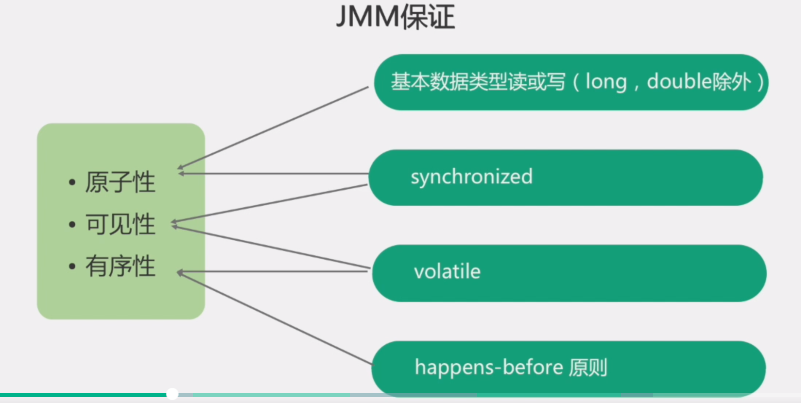 JMM保证
基本数据类型读或写（long，double除外）
• 原子性
synchronized
• 可见性
• 有序性
volatile
happens-before 原则